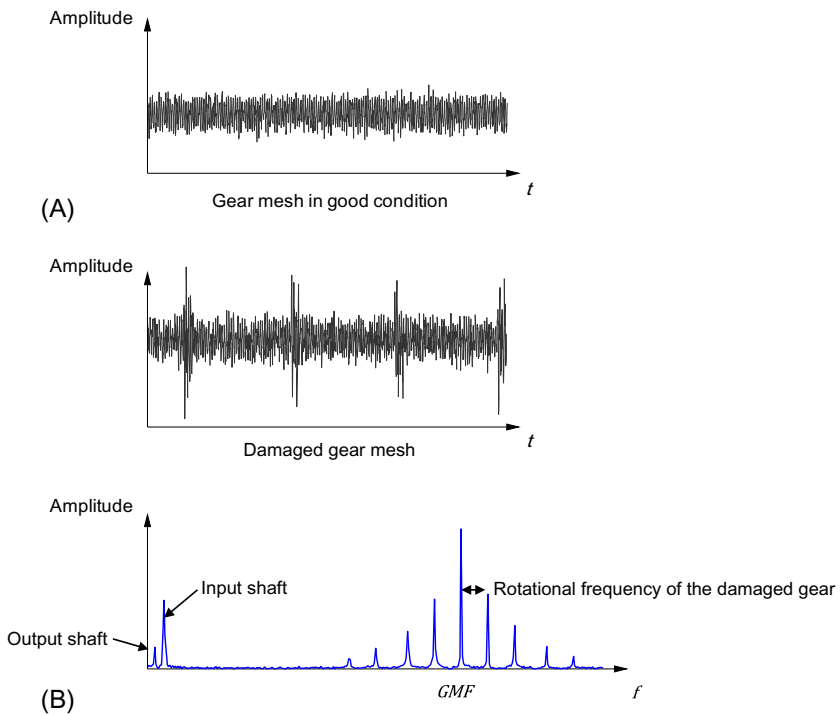 Amplitude
t
Gear mesh in good condition
(A)
Amplitude
t
Damaged gear mesh
Amplitude
Input shaft
Rotational frequency of the damaged gear
Output shaft
GMF
f
(B)